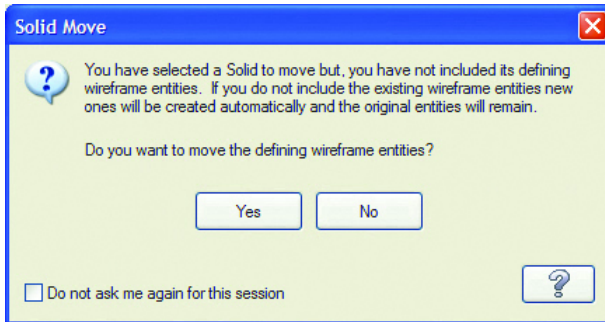 Solid Move
You have selected a Solid to move but, you have not included its defining
wireframe entities. If you do not include the existing wireframe entities new
ones will be created automatically and the original entities will remain.
Do you want to move the defining wireframe entities?
Yes
No
Do not ask me again for this session